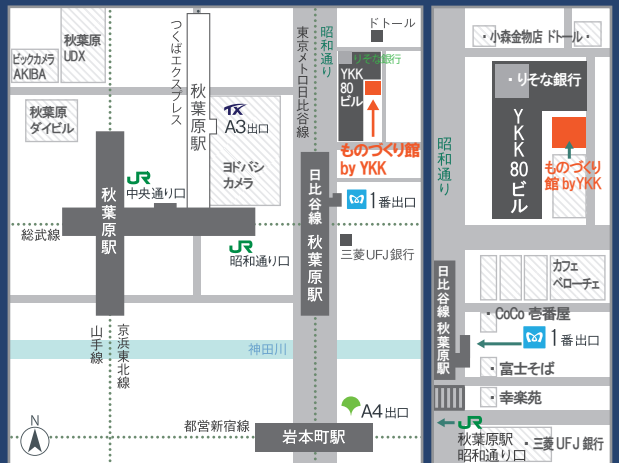 ビックカメラ
AKIBA
秋葉原
UDX
つくばエクスプレス
秋葉原駅
東京メトロ日比谷線
昭和通り
ドトール
りそな銀行
YKK
80
ビル
秋葉原
ダイビル
TX
A3出口
ヨドバシ
カメラ
ものづくり館
by YKK
JR
中央通り口
秋葉原駅
日比谷線 秋葉原駅
1番出口
総武線
JR
昭和通り口
三菱UFJ銀行
山手線
京浜東北線
神田川
N
都営新宿線
A4出口
岩本町駅
・小森金物店 ドトール・
・りそな銀行
YKK80ビル
昭和通り
ものづくり
館 by YKK
カフェ
ベローチェ
日比谷線 秋葉原駅
・CoCo 壱番屋
1番出口
・富士そば
・幸楽苑
JR
秋葉原駅
昭和通り口
・三菱UFJ銀行